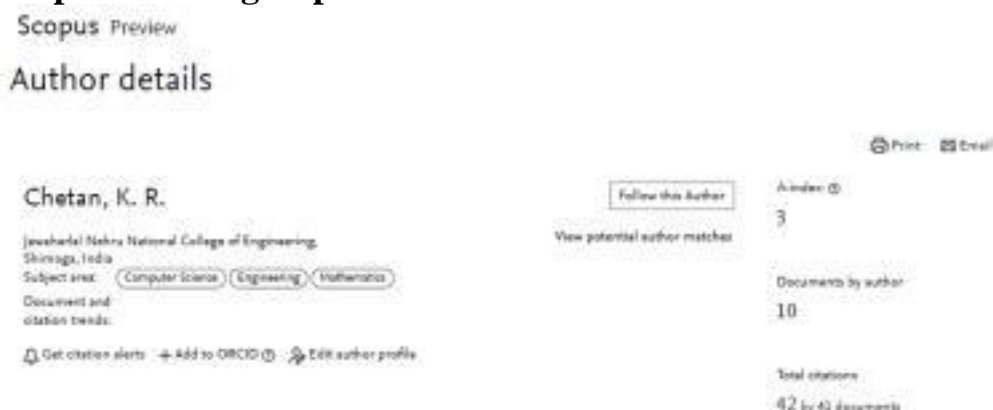 Scopus Preview
Author details
Print Email
Chetan, K. R.
Follow this Author
h-index
3
Jawaharlal Nehru National College of Engineering,
Shimoga, India
View potential author matches
Subject area: Computer Science Engineering Mathematics
Documents by author
10
Document and
citation trends:
Get citation alerts + Add to ORCID Edit author profile
Total citations
42 by 42 documents